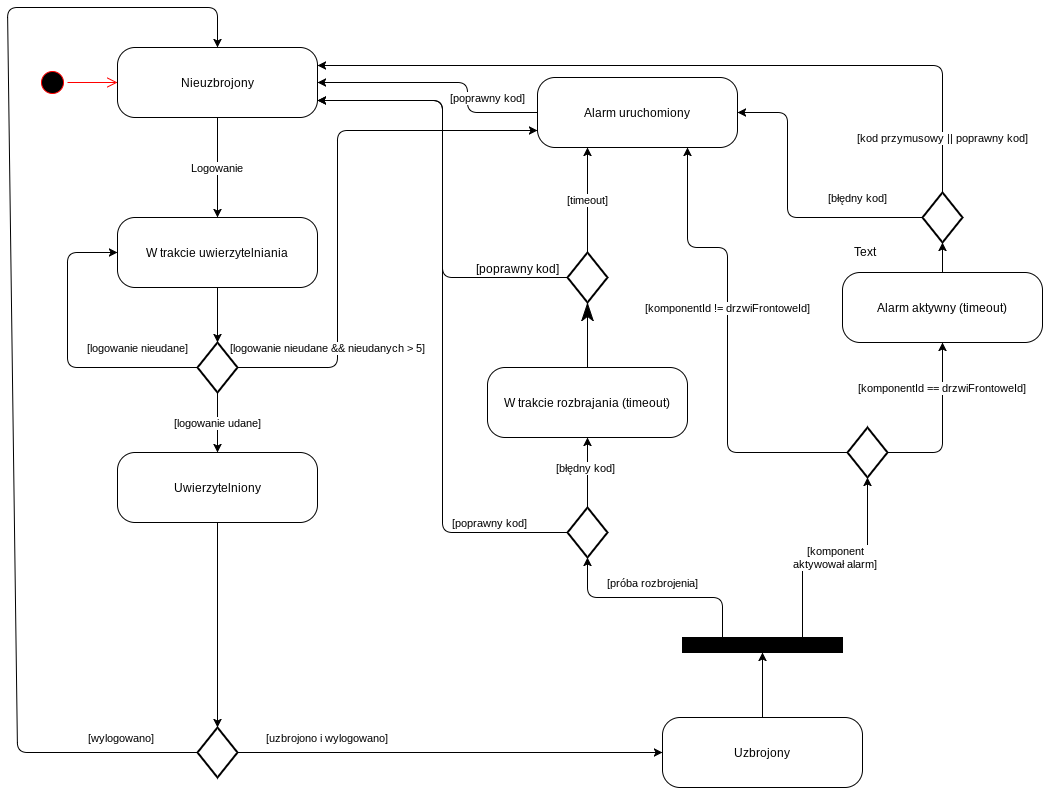 Nieuzbrojony
[poprawny kod]
Alarm uruchomiony
[kod przymusowy || poprawny kod]
Logowanie
[timeout]
[błędny kod]
W trakcie uwierzytelniania
[poprawny kod]
Text
[komponentId != drzwiFrontoweId]
Alarm aktywny (timeout)
[logowanie nieudane]
[logowanie nieudane && nieudanych > 5]
[komponentId == drzwiFrontoweId]
W trakcie rozbrajania (timeout)
[logowanie udane]
[błędny kod]
Uwierzytelniony
[poprawny kod]
[komponent
aktywował alarm]
[próba rozbrojenia]
[wylogowano]
[uzbrojono i wylogowano]
Uzbrojony